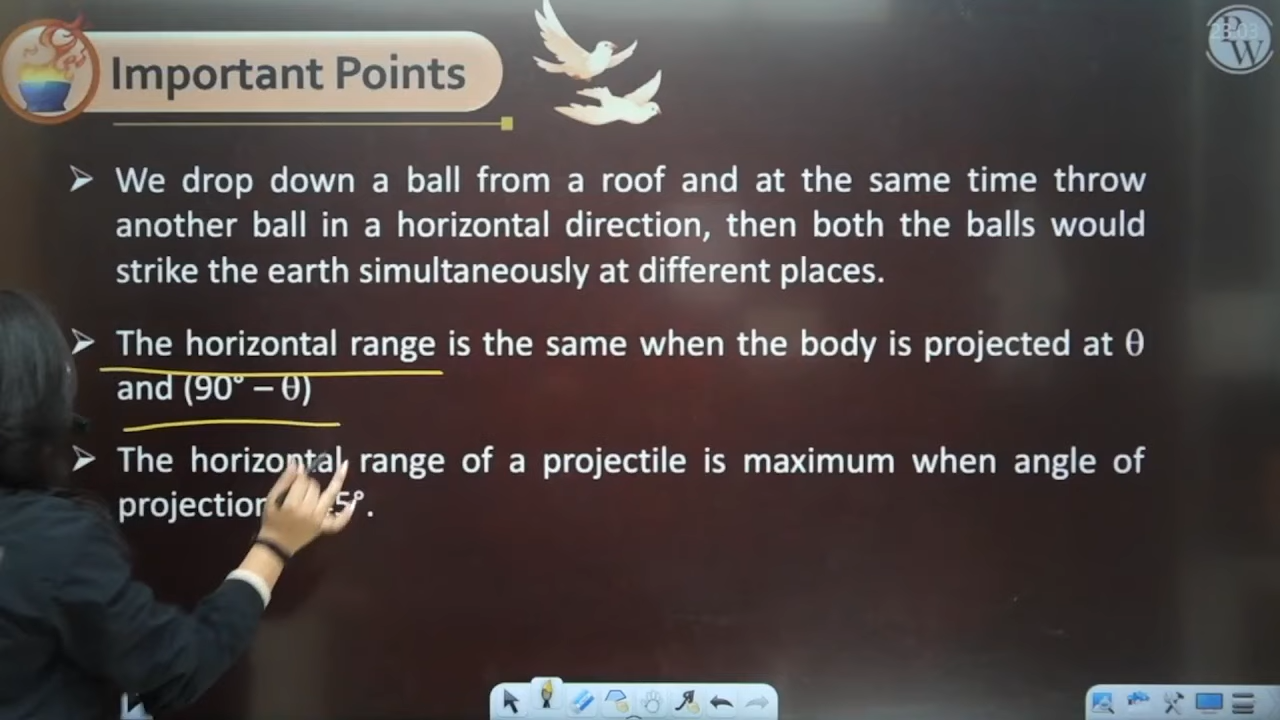 Important Points
PW
23:03
➢ We drop down a ball from a roof and at the same time throw
another ball in a horizontal direction, then both the balls would
strike the earth simultaneously at different places.
➢ The horizontal range is the same when the body is projected at θ
and (90° – θ)
➢ The horizontal range of a projectile is maximum when angle of
projection 5°.